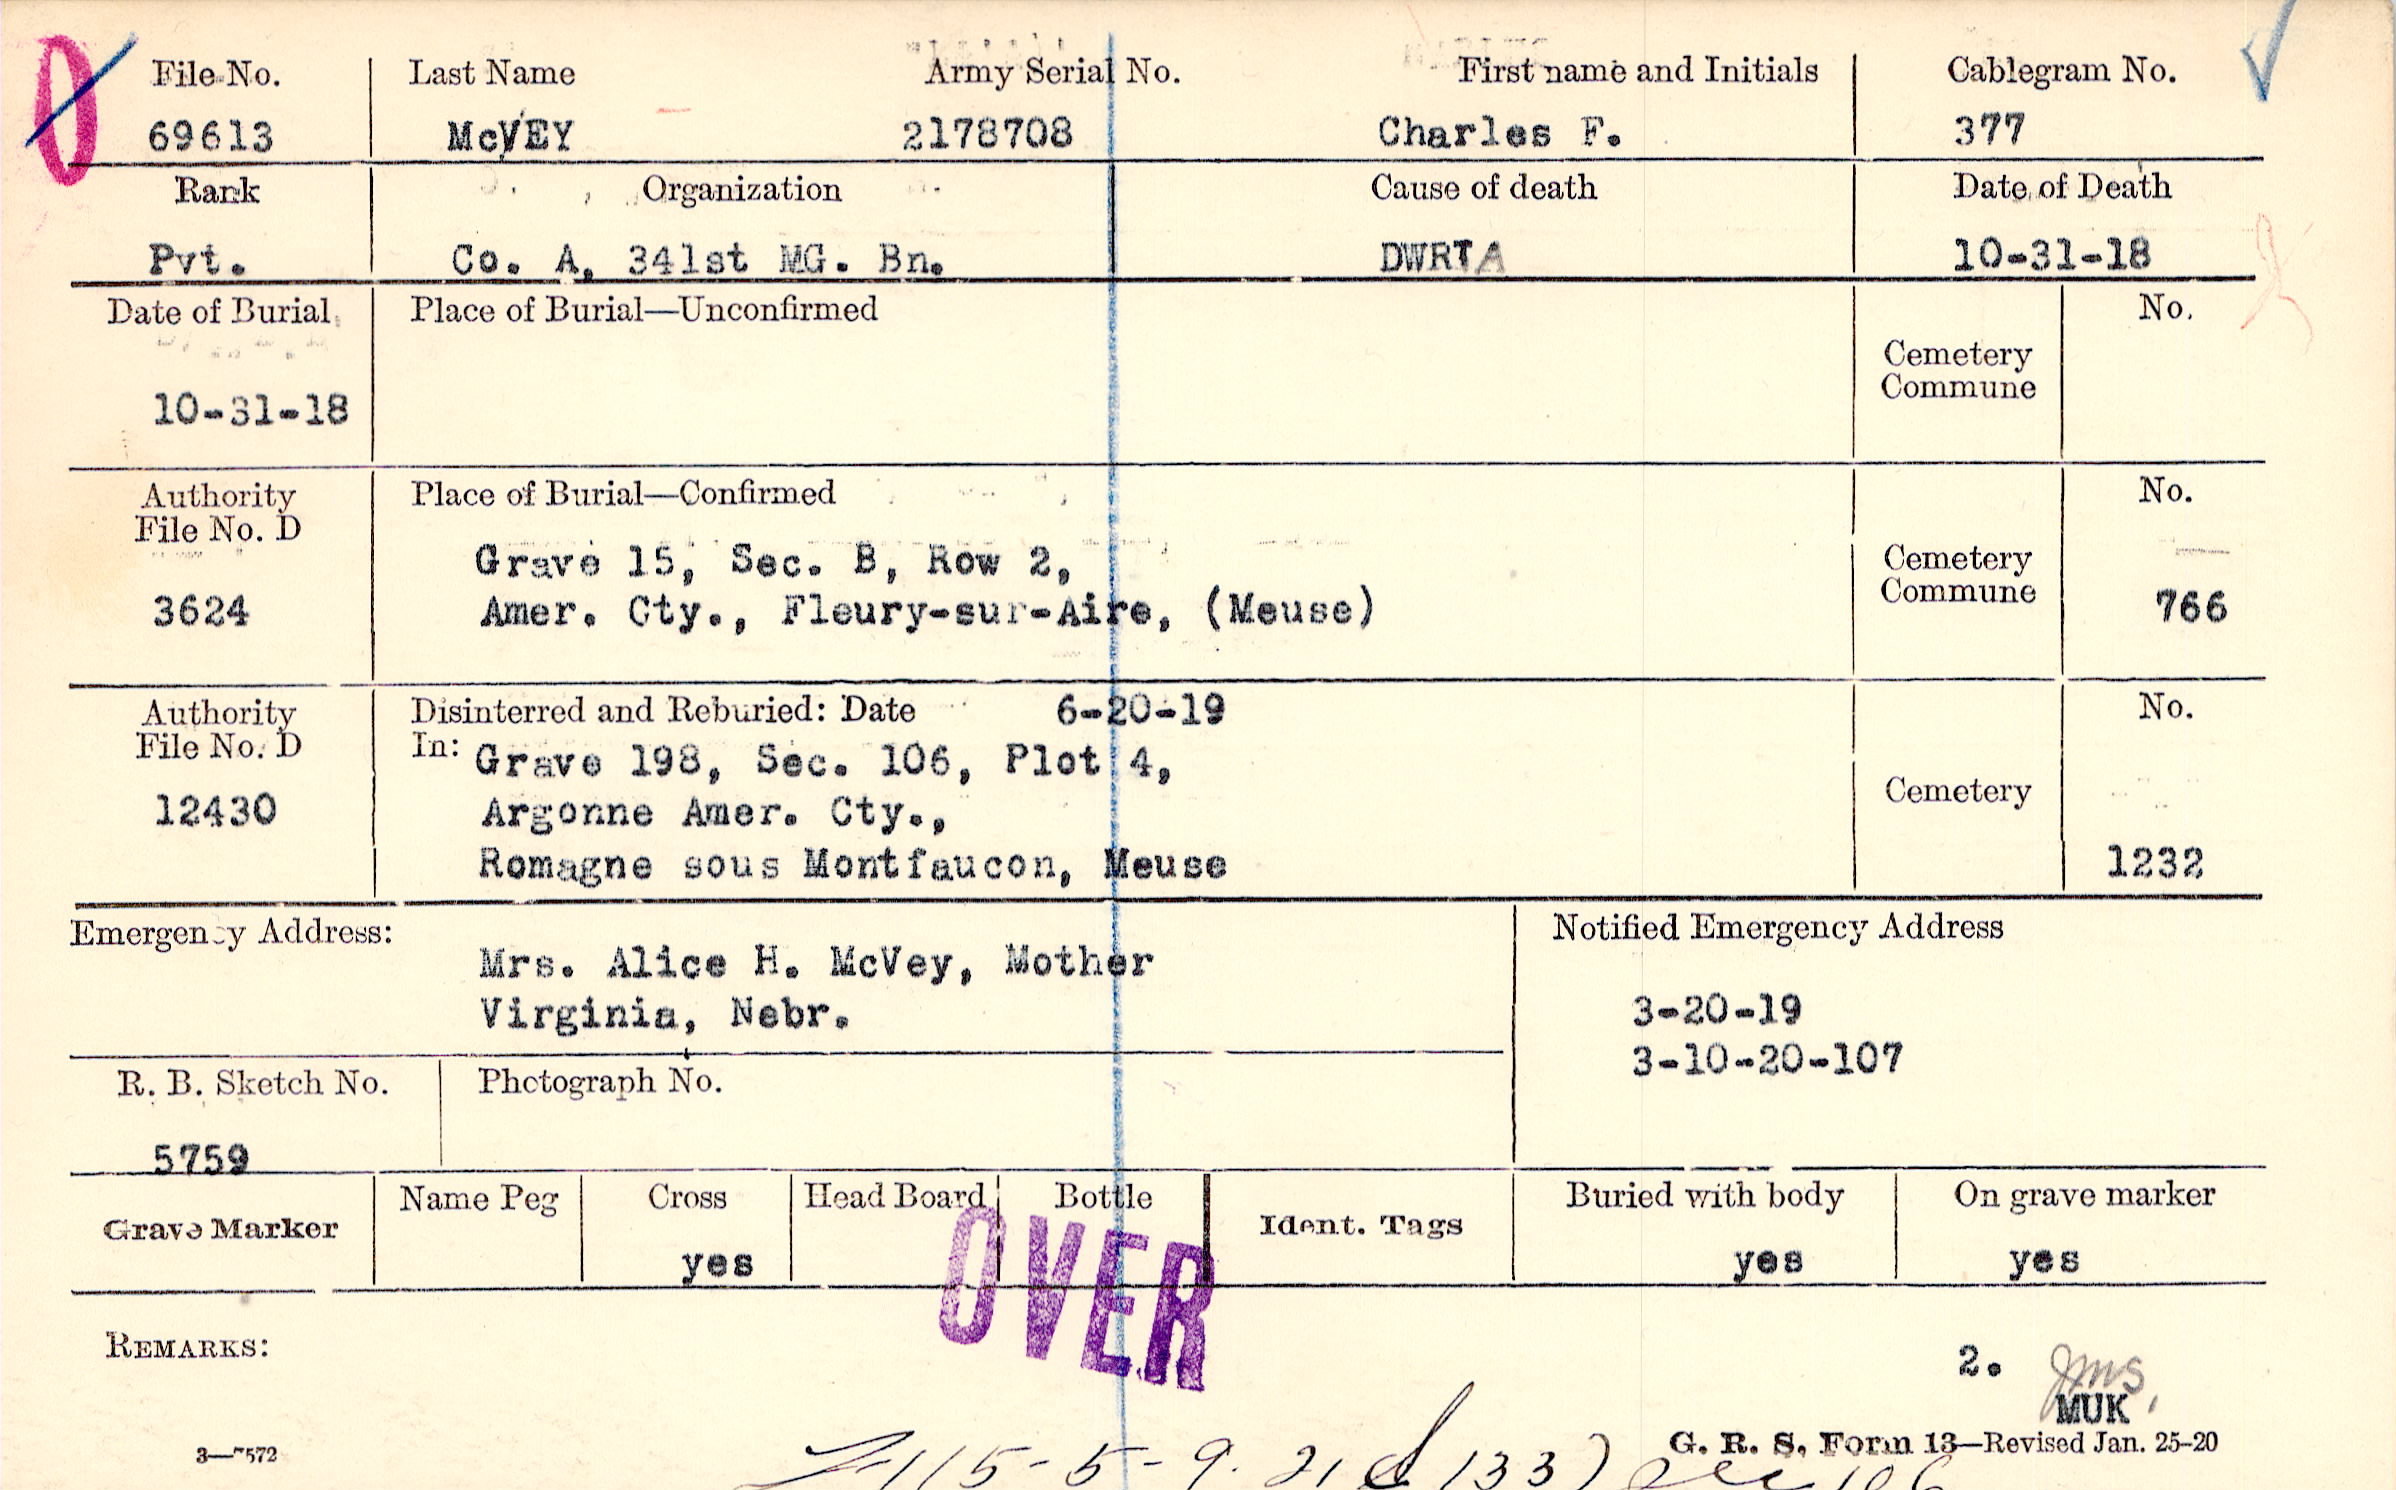 File No. Last Name Army Serial No. First name and Initials Cablegram No.
69613 McVEY 2178708 Charles F. 377
Rank Organization Cause of death Date of Death
Pvt. Co. A, 341st MG. Bn. DWRTA 10-31-18
Date of Burial Place of Burial—Unconfirmed No.
Cemetery
Commune
10-31-18
Authority Place of Burial—Confirmed No.
File No. D
Grave 15, Sec. B, Row 2, Cemetery
Commune
3624 Amer. Cty., Fleury-sur-Aire, (Meuse) 766
Authority Disinterred and Reburied: Date 6-20-19 No.
File No. D In: Grave 198, Sec. 106, Plot 4,
12430 Argonne Amer. Cty., Cemetery
Romagne sous Montfaucon, Meuse 1232
Emergency Address: Notified Emergency Address
Mrs. Alice H. McVey, Mother
Virginia, Nebr. 3-20-19
3-10-20-107
R. B. Sketch No. Photograph No.
5759
Grave Marker Name Peg Cross Head Board Bottle Ident. Tags Buried with body On grave marker
yes yes yes
OVER
REMARKS: 2.
MUK
3—7572 G. R. S. Form 13—Revised Jan. 25-20